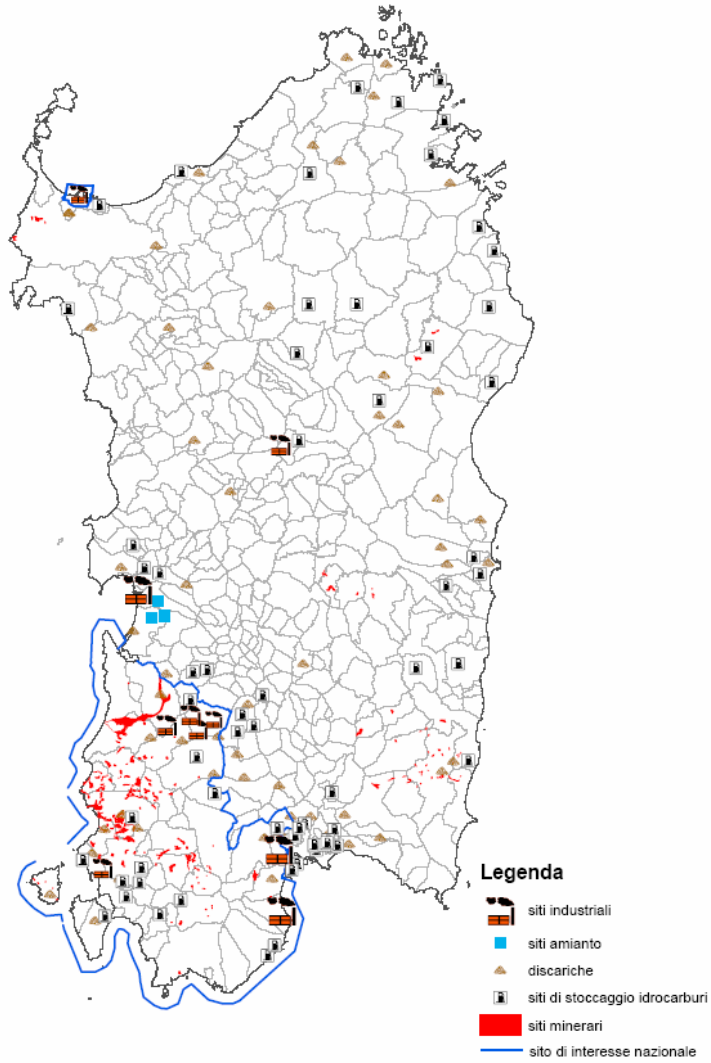 Legenda
siti industriali
siti amianto
discariche
siti di stoccaggio idrocarburi
siti minerari
sito di interesse nazionale